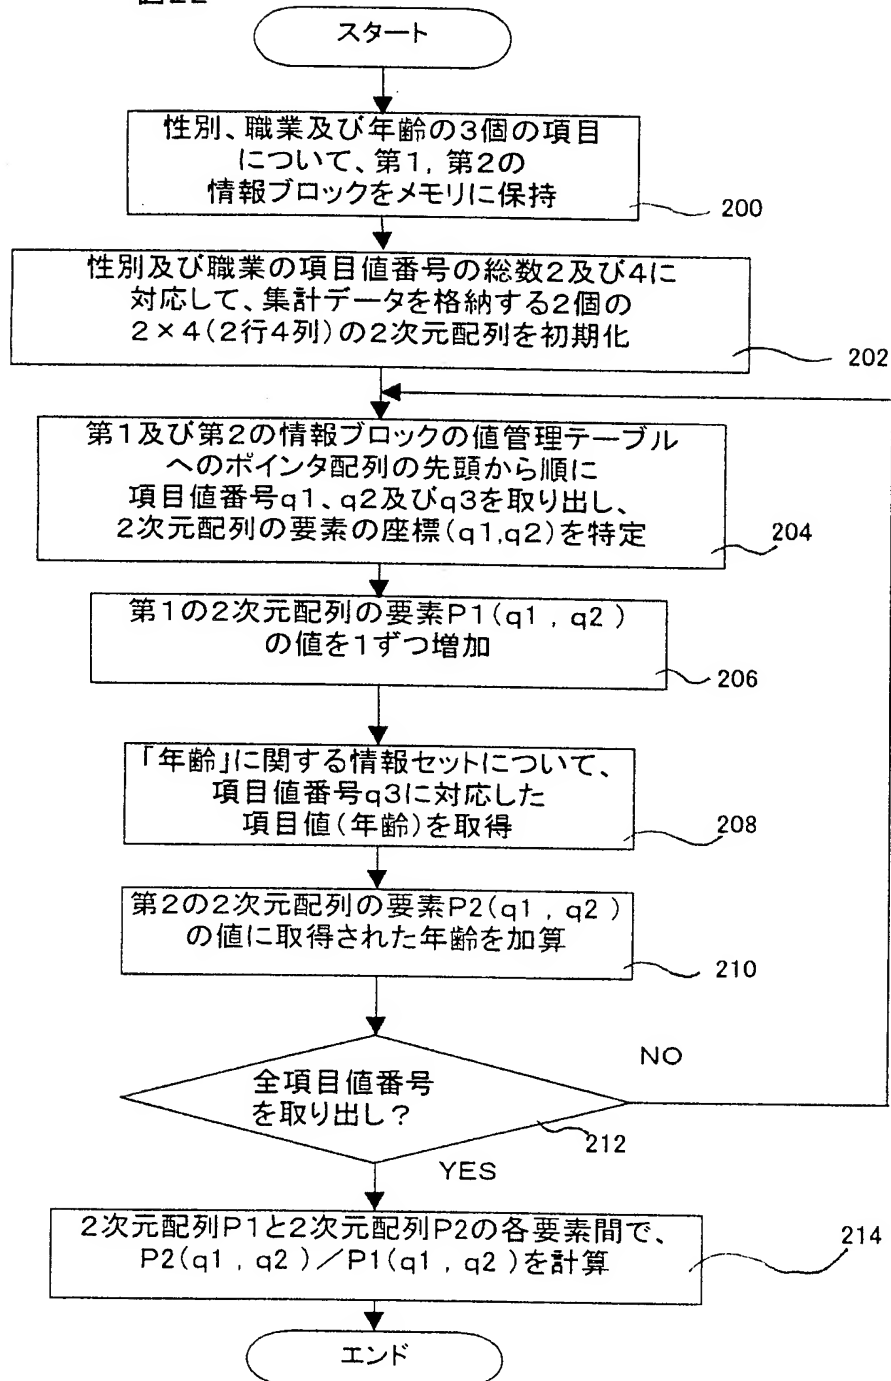 スタート
性別、職業及び年齢の3個の項目
について、第1，第2の
情報ブロックをメモリに保持
200
性別及び職業の項目値番号の総数2及び4に
対応して、集計データを格納する2個の
2×4(2行4列)の2次元配列を初期化
202
第1及び第2の情報ブロックの値管理テーブル
へのポインタ配列の先頭から順に
項目値番号q1、q2及びq3を取り出し、
2次元配列の要素の座標(q1,q2)を特定
204
第1の2次元配列の要素P1(q1 , q2 )
の値を1ずつ増加
206
「年齢」に関する情報セットについて、
項目値番号q3に対応した
項目値(年齢)を取得
208
第2の2次元配列の要素P2(q1 , q2 )
の値に取得された年齢を加算
210
全項目値番号
を取り出し？
NO
212
YES
2次元配列P1と2次元配列P2の各要素間で、
P2(q1 , q2 )／P1(q1 , q2 )を計算
214
エンド